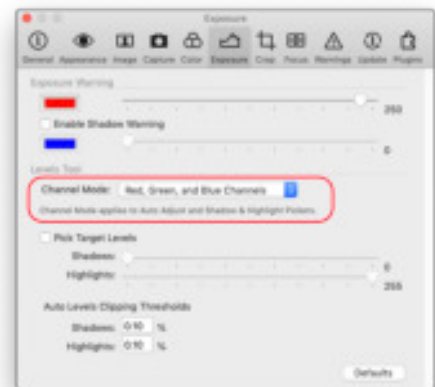 Exposure
General Appearance Image Capture Color Exposure Crop Focus Warnings Update Plugins
Exposure Warning
250
Enable Shadow Warning
0
Levels Tool
Channel Mode: Red, Green, and Blue Channels
Channel Mode applies to Auto Adjust and Shadow & Highlight Pickers.
Pick Target Levels
Shadows:
0
Highlights:
255
Auto Levels Clipping Thresholds
Shadows: 0.10 %
Highlights: 0.10 %
Defaults